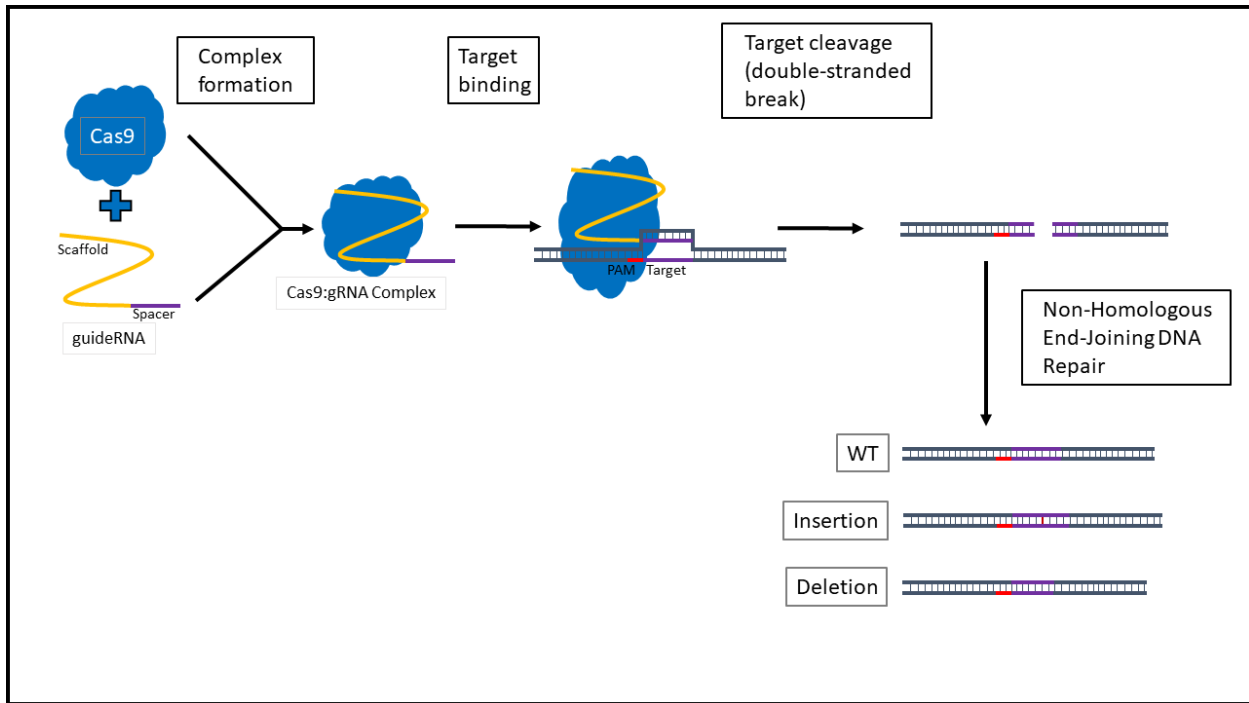 Complex
formation
Target
binding
Target cleavage
(double-stranded
break)
Cas9
Scaffold
Spacer
guideRNA
Cas9:gRNA Complex
PAM
Target
Non-Homologous
End-Joining DNA
Repair
WT
Insertion
Deletion